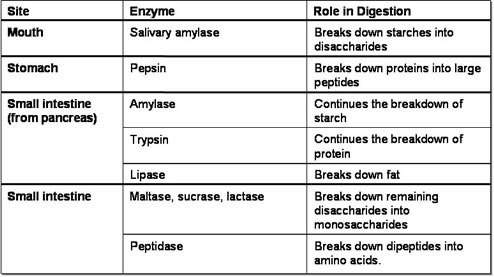 Site Enzyme Role in Digestion
Mouth Salivary amylase Breaks down starches into
disaccharides
Stomach Pepsin Breaks down proteins into large
peptides
Small intestine Amylase Continues the breakdown of
(from pancreas) starch
Trypsin Continues the breakdown of
protein
Lipase Breaks down fat
Small intestine Maltase, sucrase, lactase Breaks down remaining
disaccharides into
monosaccharides
Peptidase Breaks down dipeptides into
amino acids.